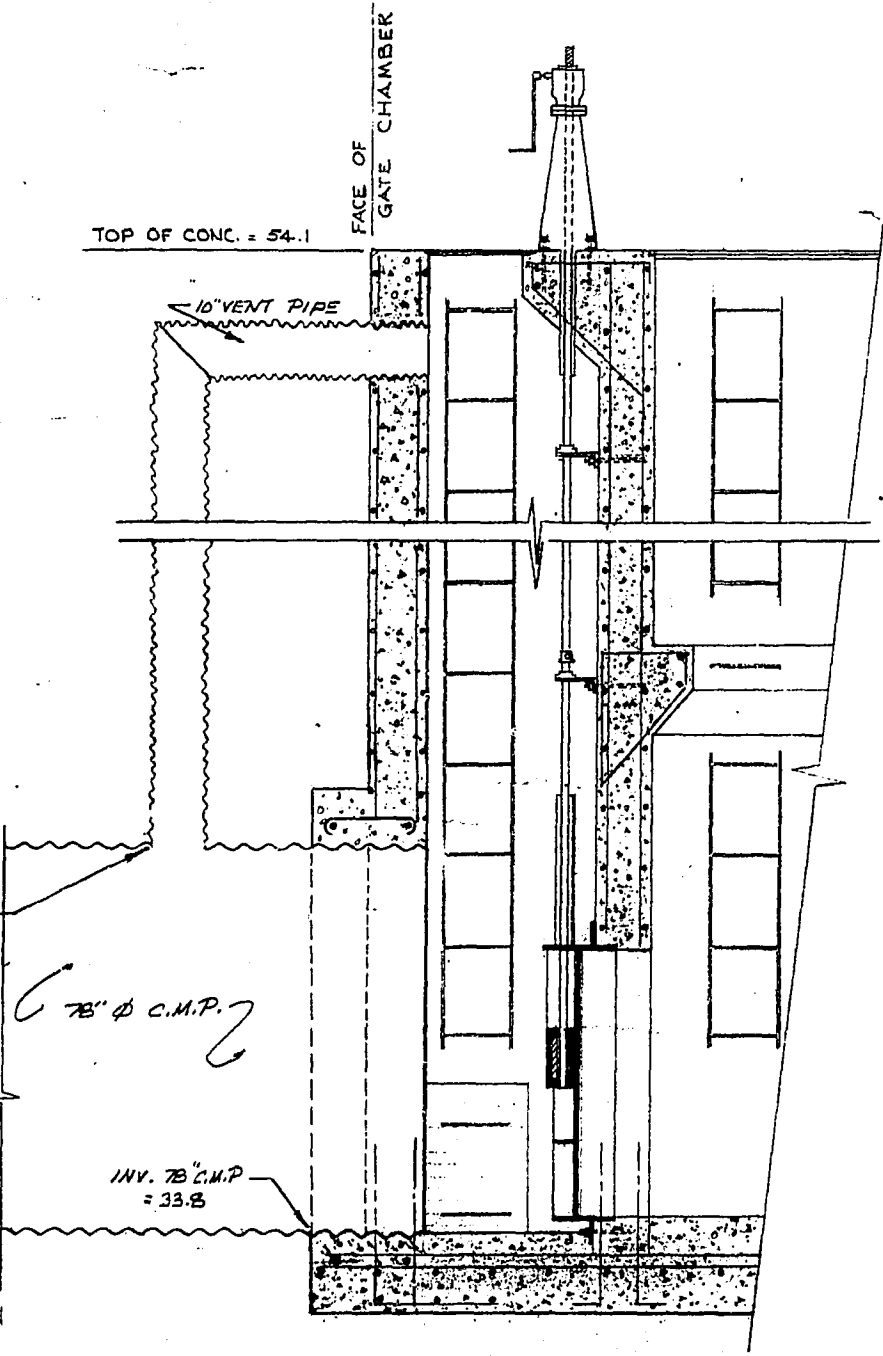 FACE OF
GATE CHAMBER
TOP OF CONC. = 54.1
10" VENT PIPE
78" Ø C.M.P.
INV. 78" C.M.P
= 33.8